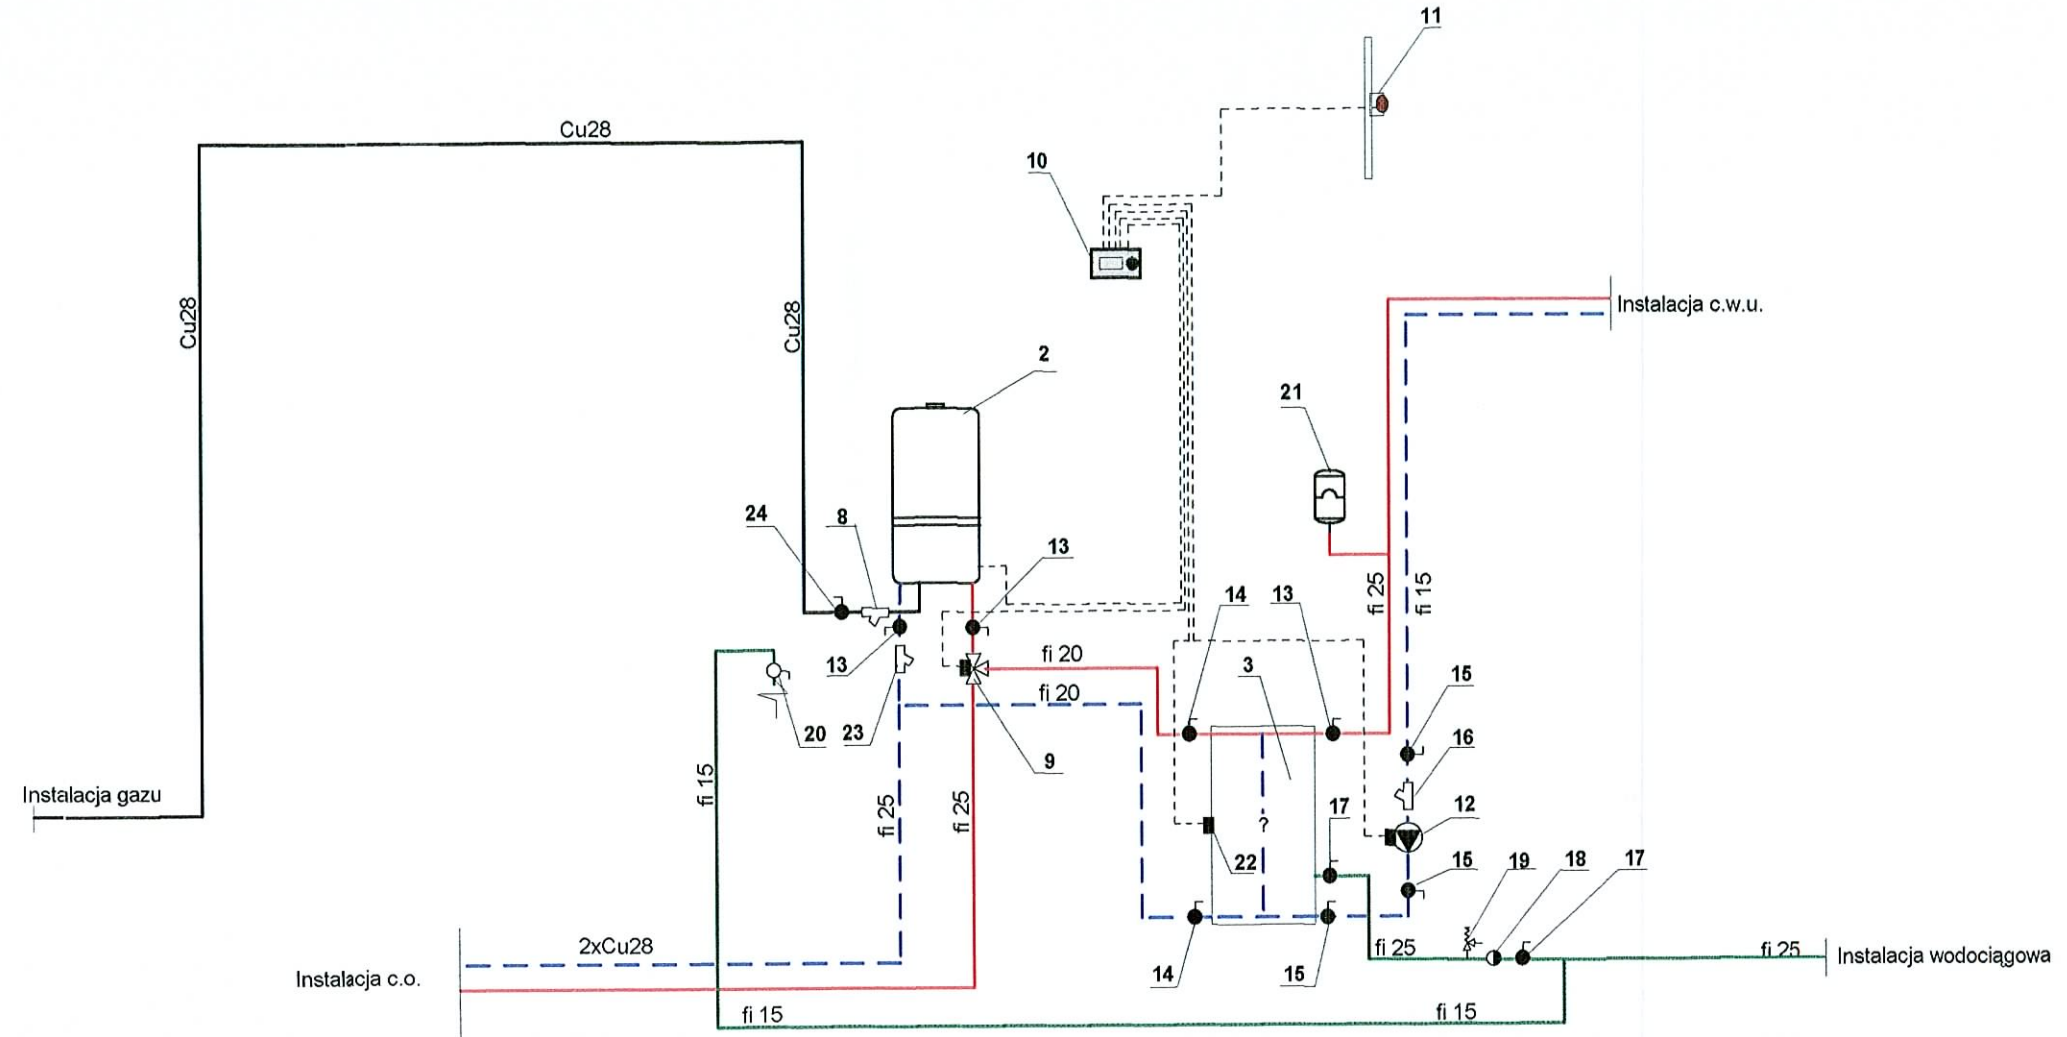 11
Cu28
10
Cu28
Cu28
Instalacja c.w.u.
2
21
24
8
13
fi 25
fi 15
14
13
13
fi 20
3
fi 20
15
20
23
9
16
fi 15
Instalacja gazu
fi 25
fi 25
17
12
?
22
15
19
18
17
2xCu28
fi 25
fi 25
Instalacja wodociągowa
Instalacja c.o.
14
15
fi 15
fi 15